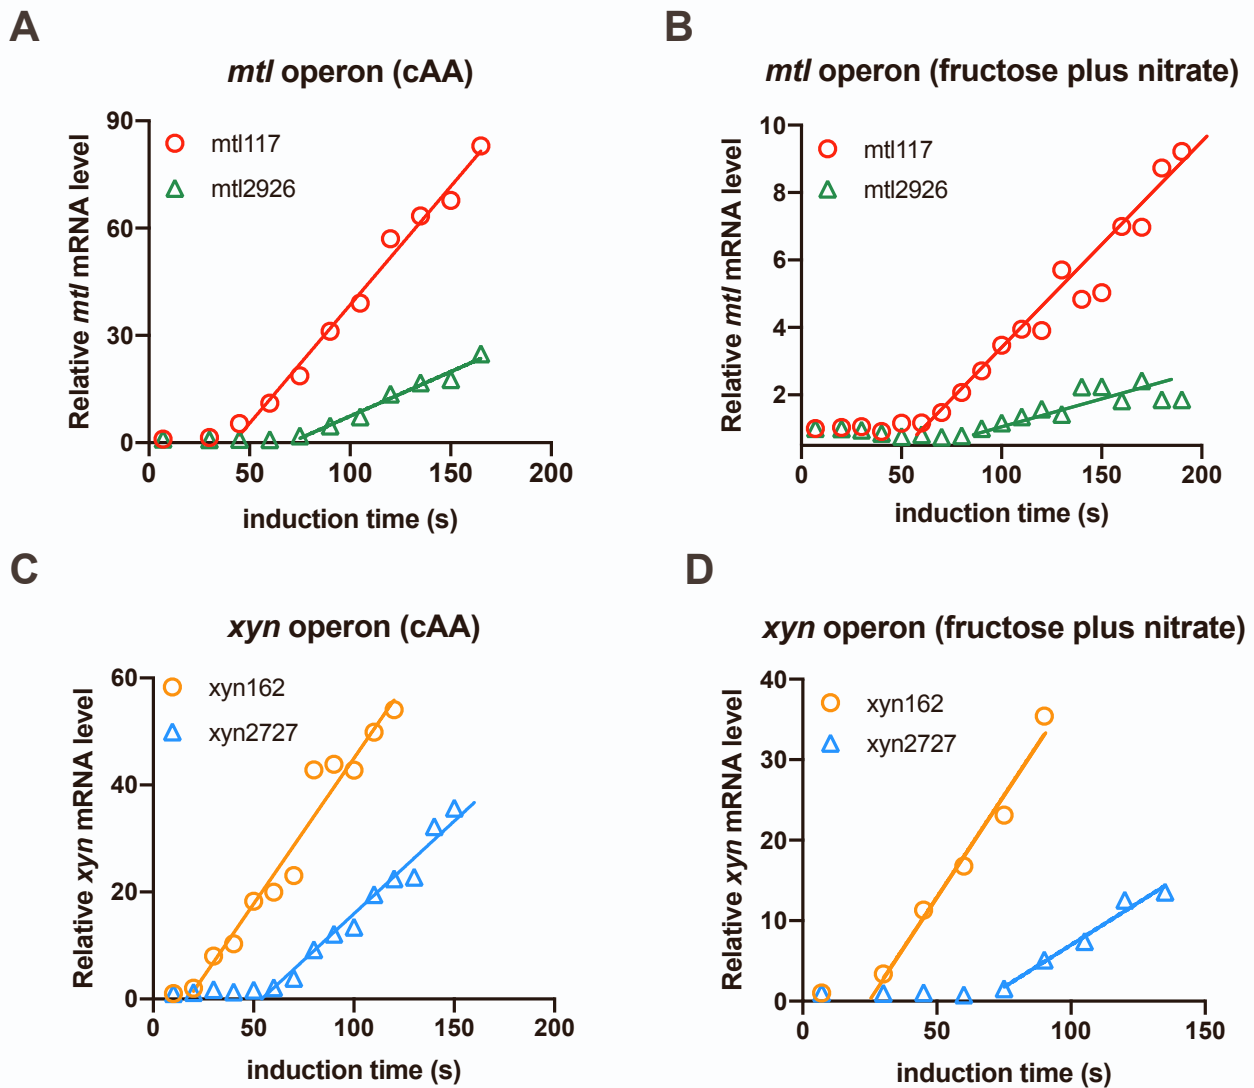 A
mtl operon (cAA)
Relative mtl mRNA level
90
60
30
0
mtl117
mtl2926
0 50 100 150 200
induction time (s)
B
mtl operon (fructose plus nitrate)
Relative mtl mRNA level
10
8
6
4
2
mtl117
mtl2926
0 50 100 150 200
induction time (s)
C
xyn operon (cAA)
Relative xyn mRNA level
60
40
20
0
xyn162
xyn2727
0 50 100 150 200
induction time (s)
D
xyn operon (fructose plus nitrate)
Relative xyn mRNA level
40
30
20
10
0
xyn162
xyn2727
0 50 100 150
induction time (s)